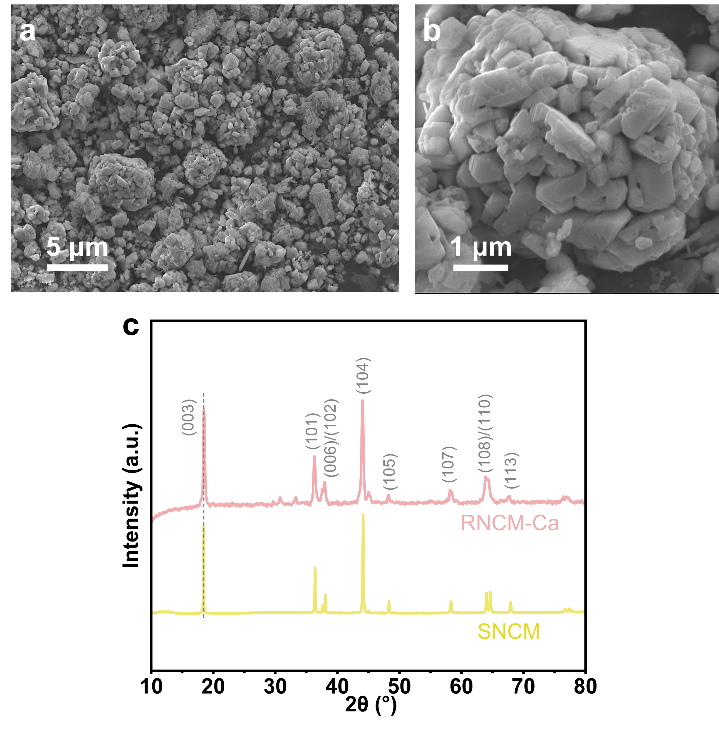 a
5 μm
b
1 μm
c
Intensity (a.u.)
(003)
(101)
(006)/(102)
(104)
(105)
(107)
(108)/(110)
(113)
RNCM-Ca
SNCM
10 20 30 40 50 60 70 80
2θ (°)